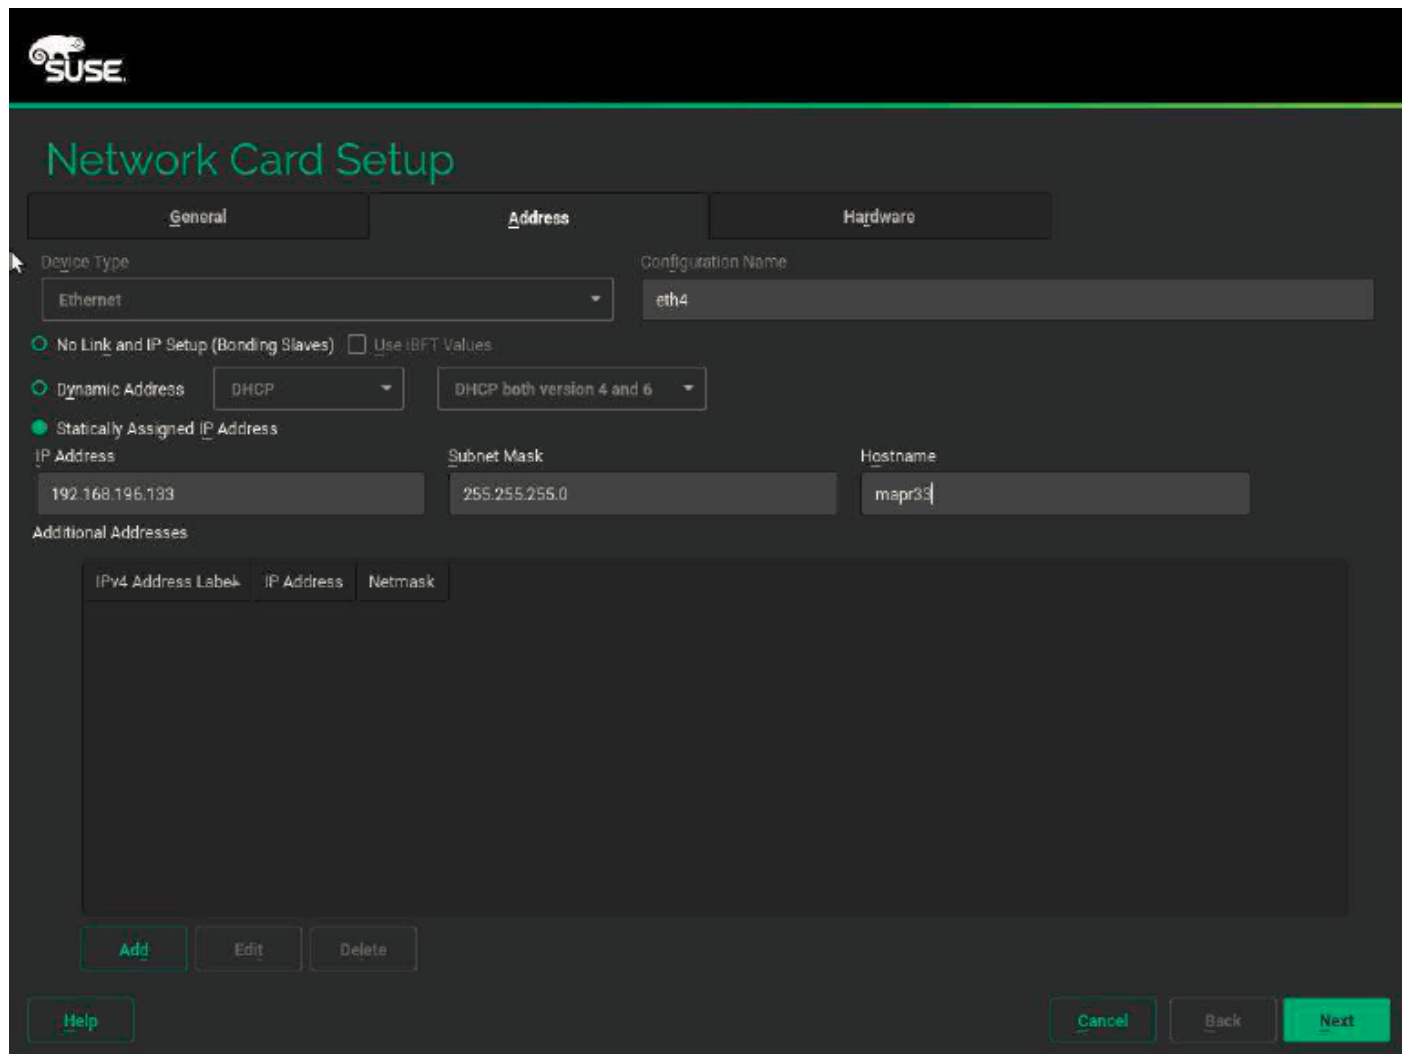 SUSE.
Network Card Setup
General Address Hardware
Device Type Configuration Name
Ethernet eth4
No Link and IP Setup (Bonding Slaves) Use iBFT Values
Dynamic Address DHCP DHCP both version 4 and 6
Statically Assigned IP Address
IP Address Subnet Mask Hostname
192.168.196.133 255.255.255.0 mapr33
Additional Addresses
IPv4 Address Label IP Address Netmask
Add Edit Delete
Help Cancel Back Next